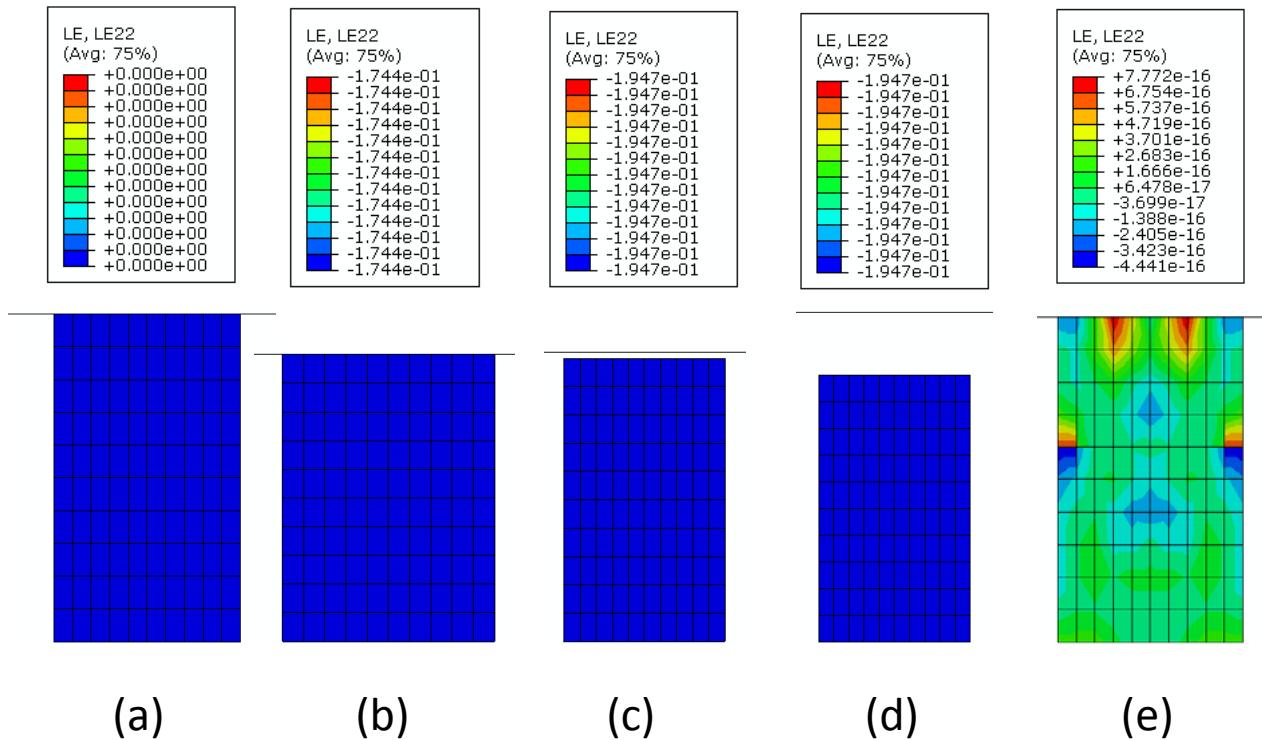 LE, LE22
(Avg: 75%)
+0.000e+00
+0.000e+00
+0.000e+00
+0.000e+00
+0.000e+00
+0.000e+00
+0.000e+00
+0.000e+00
+0.000e+00
+0.000e+00
+0.000e+00
+0.000e+00
+0.000e+00
LE, LE22
(Avg: 75%)
-1.744e-01
-1.744e-01
-1.744e-01
-1.744e-01
-1.744e-01
-1.744e-01
-1.744e-01
-1.744e-01
-1.744e-01
-1.744e-01
-1.744e-01
-1.744e-01
-1.744e-01
LE, LE22
(Avg: 75%)
-1.947e-01
-1.947e-01
-1.947e-01
-1.947e-01
-1.947e-01
-1.947e-01
-1.947e-01
-1.947e-01
-1.947e-01
-1.947e-01
-1.947e-01
-1.947e-01
-1.947e-01
LE, LE22
(Avg: 75%)
-1.947e-01
-1.947e-01
-1.947e-01
-1.947e-01
-1.947e-01
-1.947e-01
-1.947e-01
-1.947e-01
-1.947e-01
-1.947e-01
-1.947e-01
-1.947e-01
-1.947e-01
LE, LE22
(Avg: 75%)
+7.772e-16
+6.754e-16
+5.737e-16
+4.719e-16
+3.701e-16
+2.683e-16
+1.666e-16
+6.478e-17
-3.699e-17
-1.388e-16
-2.405e-16
-3.423e-16
-4.441e-16
(a)
(b)
(c)
(d)
(e)